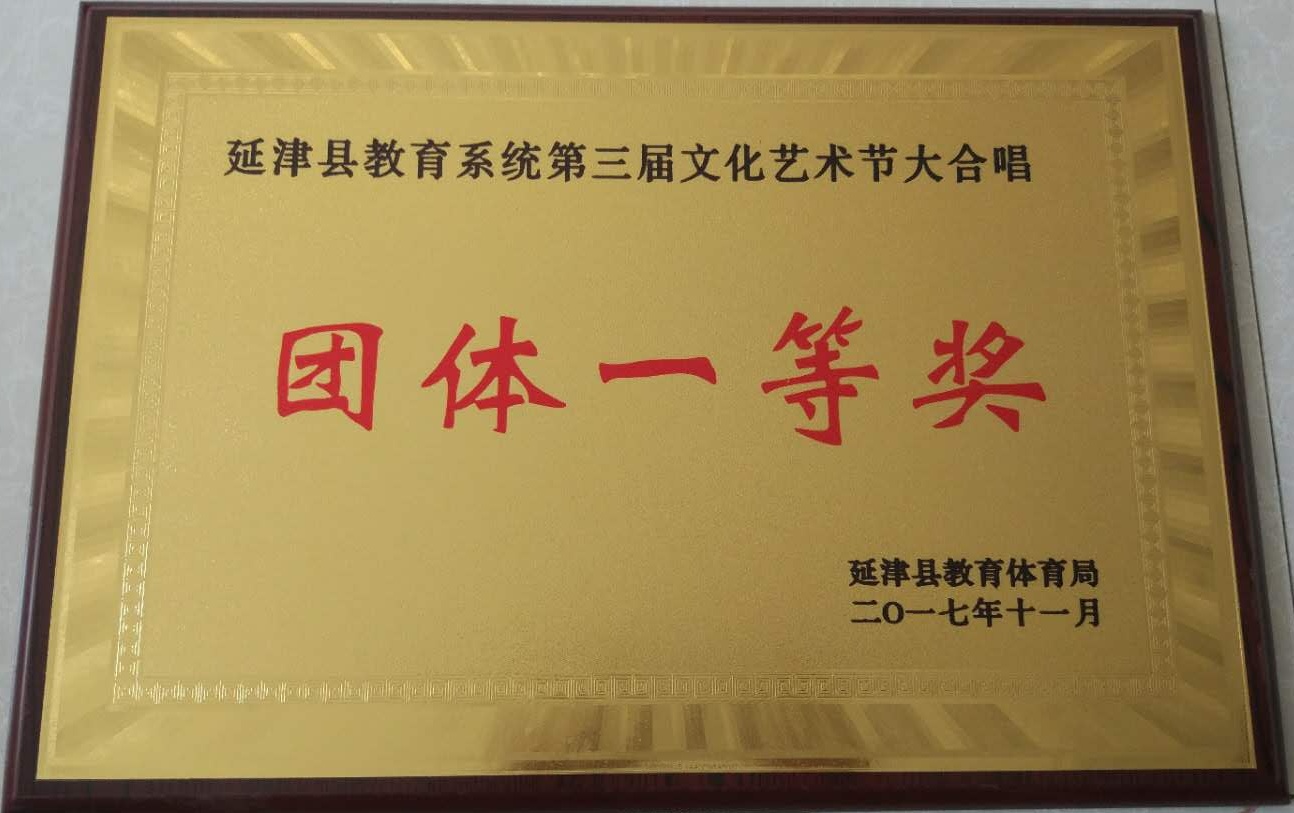 延津县教育系统第三届文化艺术节大合唱
团体一等奖
延津县教育体育局
二O一七年十一月